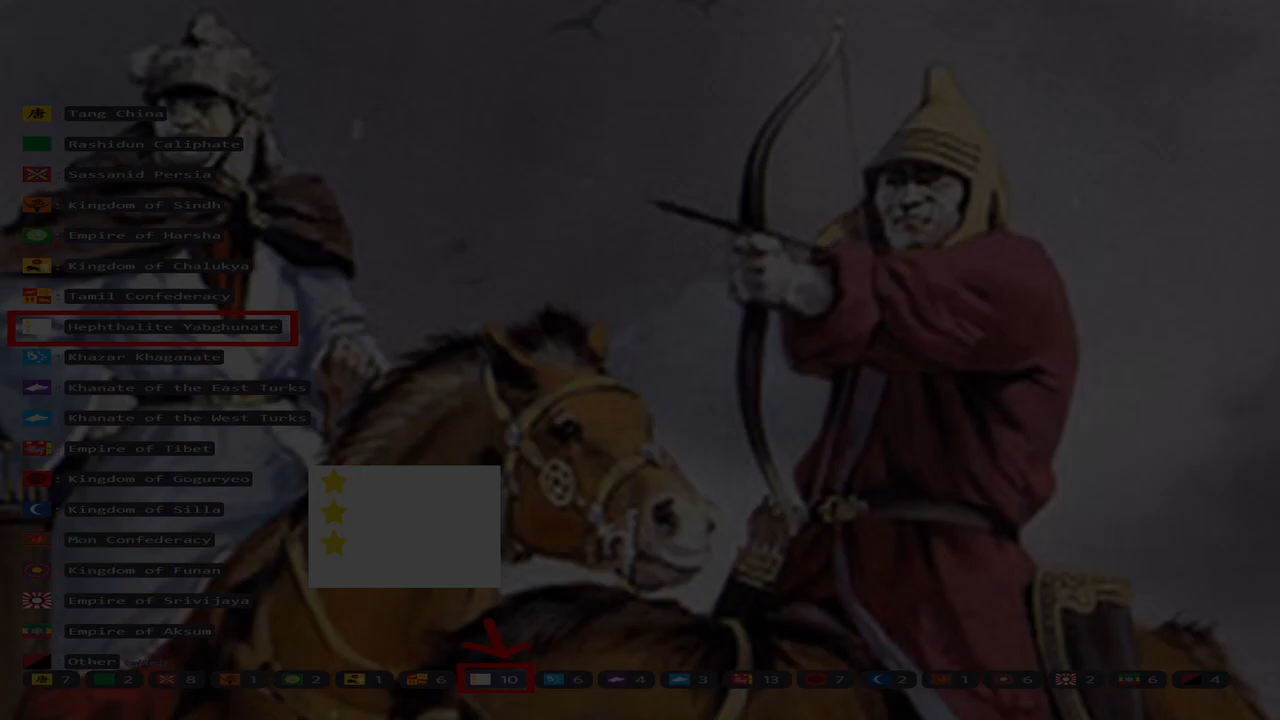 唐 Tang China
Rashidun Caliphate
Sassanid Persia
: Kingdom of Sindh
: Empire of Harsha
: Kingdom of Chalukya
: Tamil Confederacy
: Hephthalite Yabghunate
: Khazar Khaganate
: Khanate of the East Turks
: Khanate of the West Turks
: Empire of Tibet
: Kingdom of Goguryeo
: Kingdom of Silla
Mon Confederacy
Kingdom of Funan
Empire of Srivijaya
Empire of Aksum
Other
唐 7 2 8 1 2 1 6 10 6 4 3 13 7 2 1 6 2 6 4